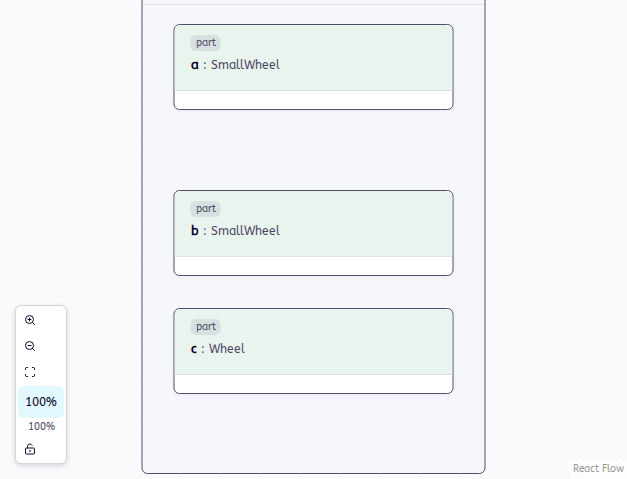 part
a : SmallWheel
part
b : SmallWheel
part
c : Wheel
100%
100%
React Flow